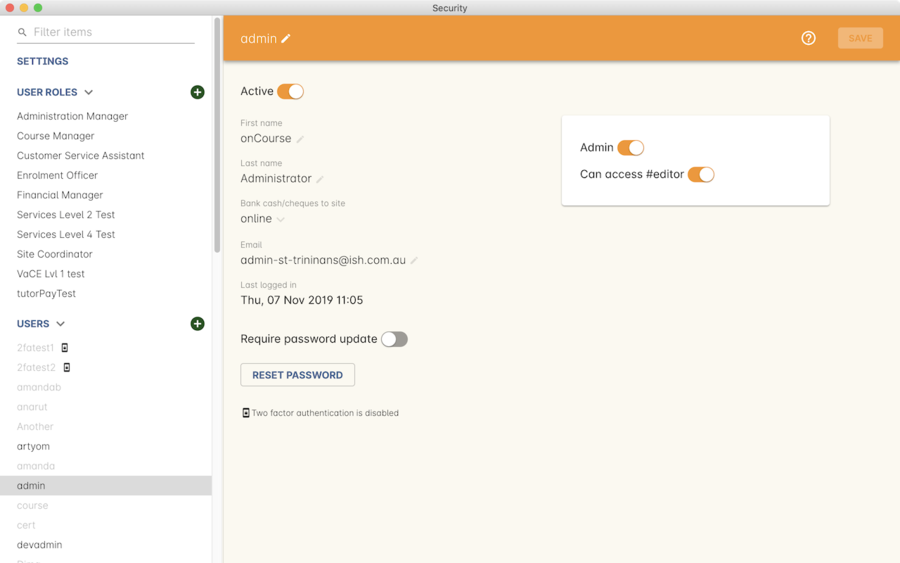 Security
Filter items
SETTINGS
USER ROLES
Administration Manager
Course Manager
Customer Service Assistant
Enrolment Officer
Financial Manager
Services Level 2 Test
Services Level 4 Test
Site Coordinator
VaCE Lvl 1 test
tutorPayTest
USERS
2fatest1
2fatest2
amandab
anarut
Another
artyom
amanda
admin
course
cert
devadmin
admin
SAVE
Active
First name
onCourse
Last name
Administrator
Bank cash/cheques to site
online
Email
admin-st-trininans@ish.com.au
Last logged in
Thu, 07 Nov 2019 11:05
Require password update
RESET PASSWORD
Two factor authentication is disabled
Admin
Can access #editor